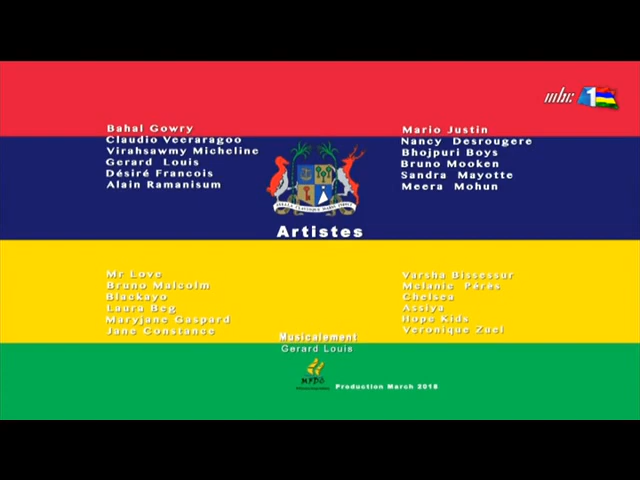 mbc 1
Bahal Gowry
Claudio Veeraragoo
Virahsawmy Micheline
Gerard Louis
Désiré Francois
Alain Ramanisum
Mario Justin
Nancy Desrougere
Bhojpuri Boys
Bruno Mooken
Sandra Mayotte
Meera Mohun
Artistes
Mr Love
Bruno Malcolm
Blackayo
Laura Beg
Maryjane Gaspard
Jane Constance
Varsha Bissessur
Melanie Pérès
Chelsea
Assiya
Hope Kids
Veronique Zuel
Musicalement
Gerard Louis
Production March 2018